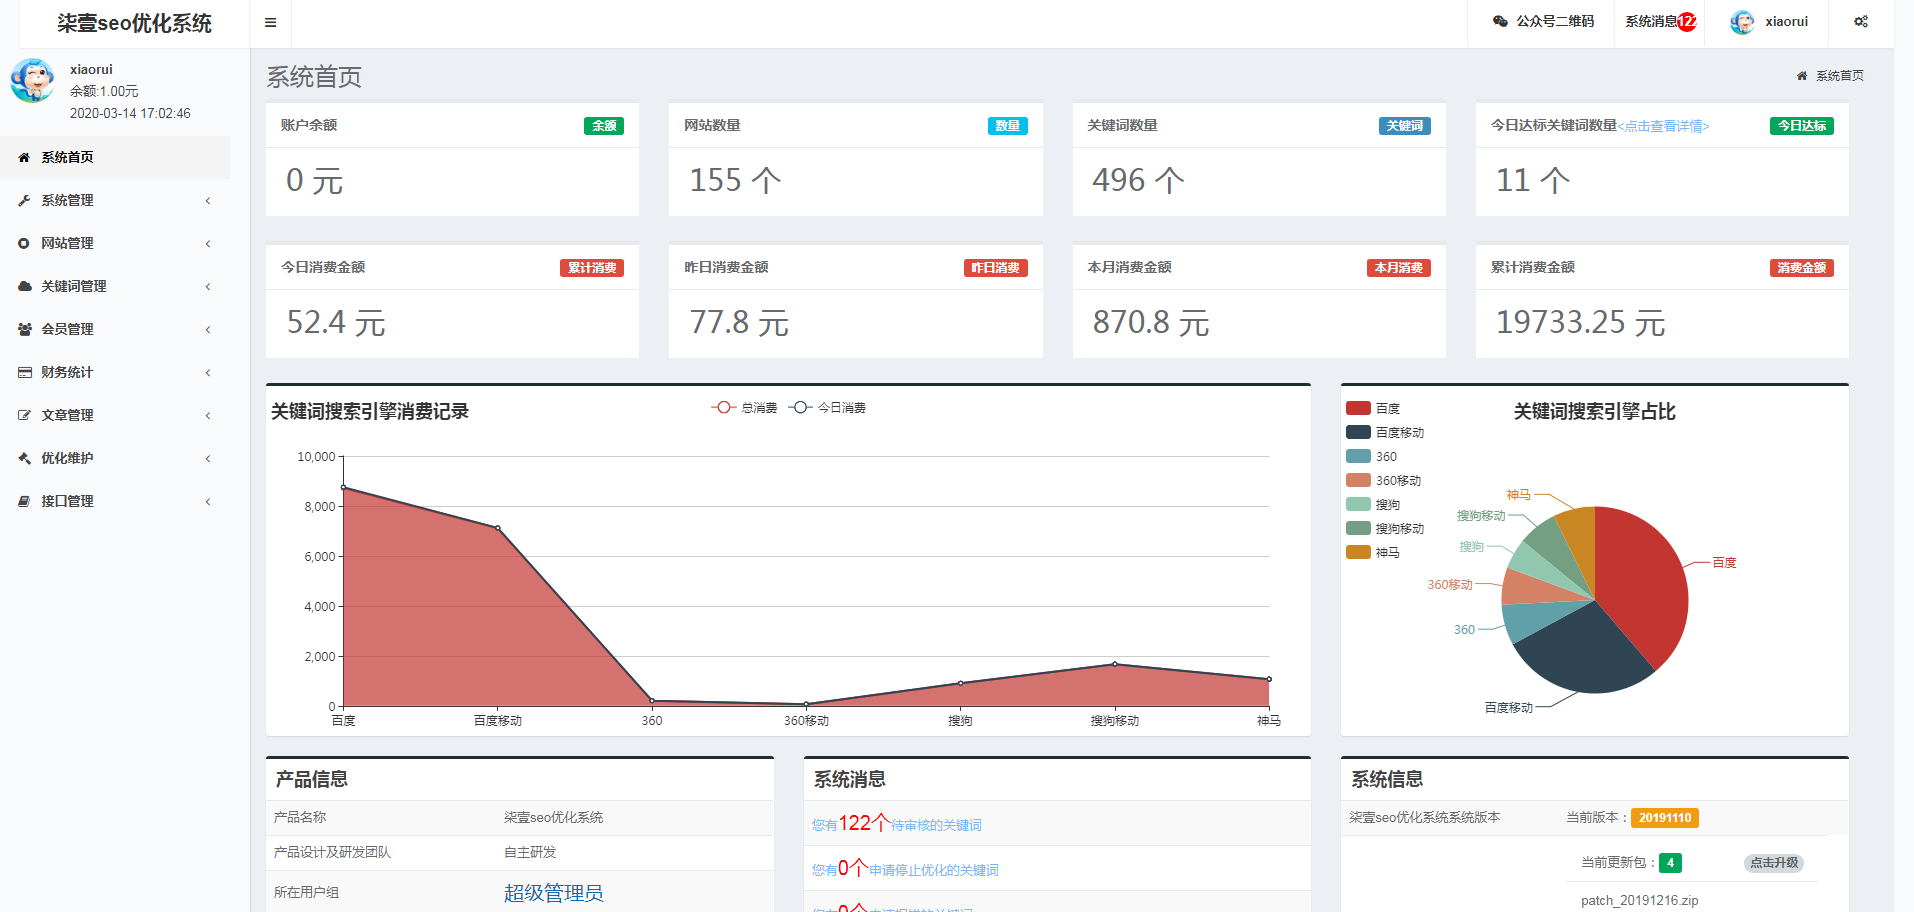 柒壹seo优化系统
公众号二维码
系统消息122
xiaorui
xiaorui
余额:1.00元
2020-03-14 17:02:46
系统首页
系统管理
网站管理
关键词管理
会员管理
财务统计
文章管理
优化维护
接口管理
系统首页
系统首页
账户余额 余额
0 元
网站数量 数量
155 个
关键词数量 关键词
496 个
今日达标关键词数量<点击查看详情> 今日达标
11 个
今日消费金额 累计消费
52.4 元
昨日消费金额 昨日消费
77.8 元
本月消费金额 本月消费
870.8 元
累计消费金额 消费金额
19733.25 元
关键词搜索引擎消费记录
总消费 今日消费
10,000
8,000
6,000
4,000
2,000
0
百度 百度移动 360 360移动 搜狗 搜狗移动 神马
关键词搜索引擎占比
百度
百度移动
360
360移动
搜狗
搜狗移动
神马
神马
搜狗移动
搜狗
360移动
360
百度移动
百度
产品信息
产品名称 柒壹seo优化系统
产品设计及研发团队 自主研发
所在用户组 超级管理员
系统消息
您有122个待审核的关键词
您有0个申请停止优化的关键词
系统信息
柒壹seo优化系统系统版本 当前版本：20191110
当前更新包：4 点击升级
patch_20191216.zip